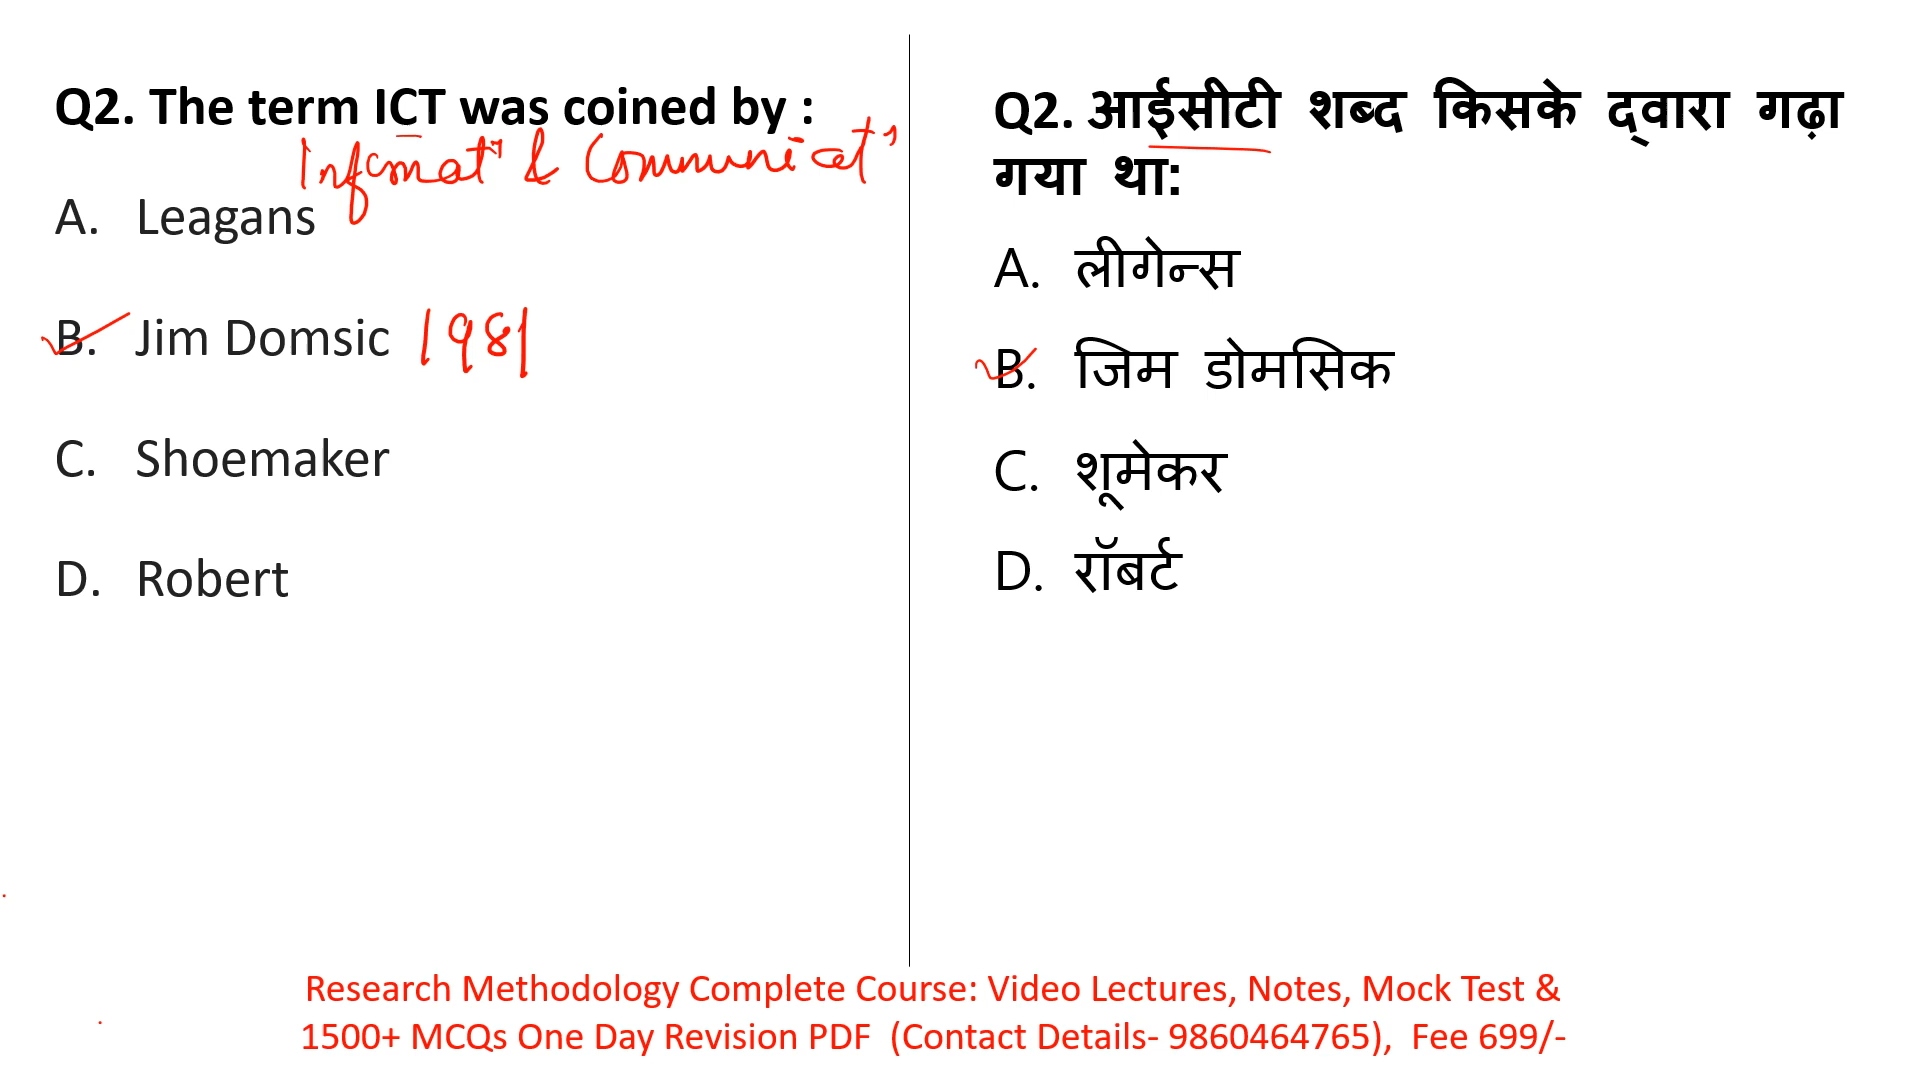 Q2. The term ICT was coined by :
Informatn & Communicatn
A. Leagans
B. Jim Domsic 1981
C. Shoemaker
D. Robert
Q2. आईसीटी शब्द किसके द्वारा गढ़ा
गया था:
A. लीगेन्स
B. जिम डोमसिक
C. शूमेकर
D. रॉबर्ट
Research Methodology Complete Course: Video Lectures, Notes, Mock Test &
1500+ MCQs One Day Revision PDF (Contact Details- 9860464765), Fee 699/-